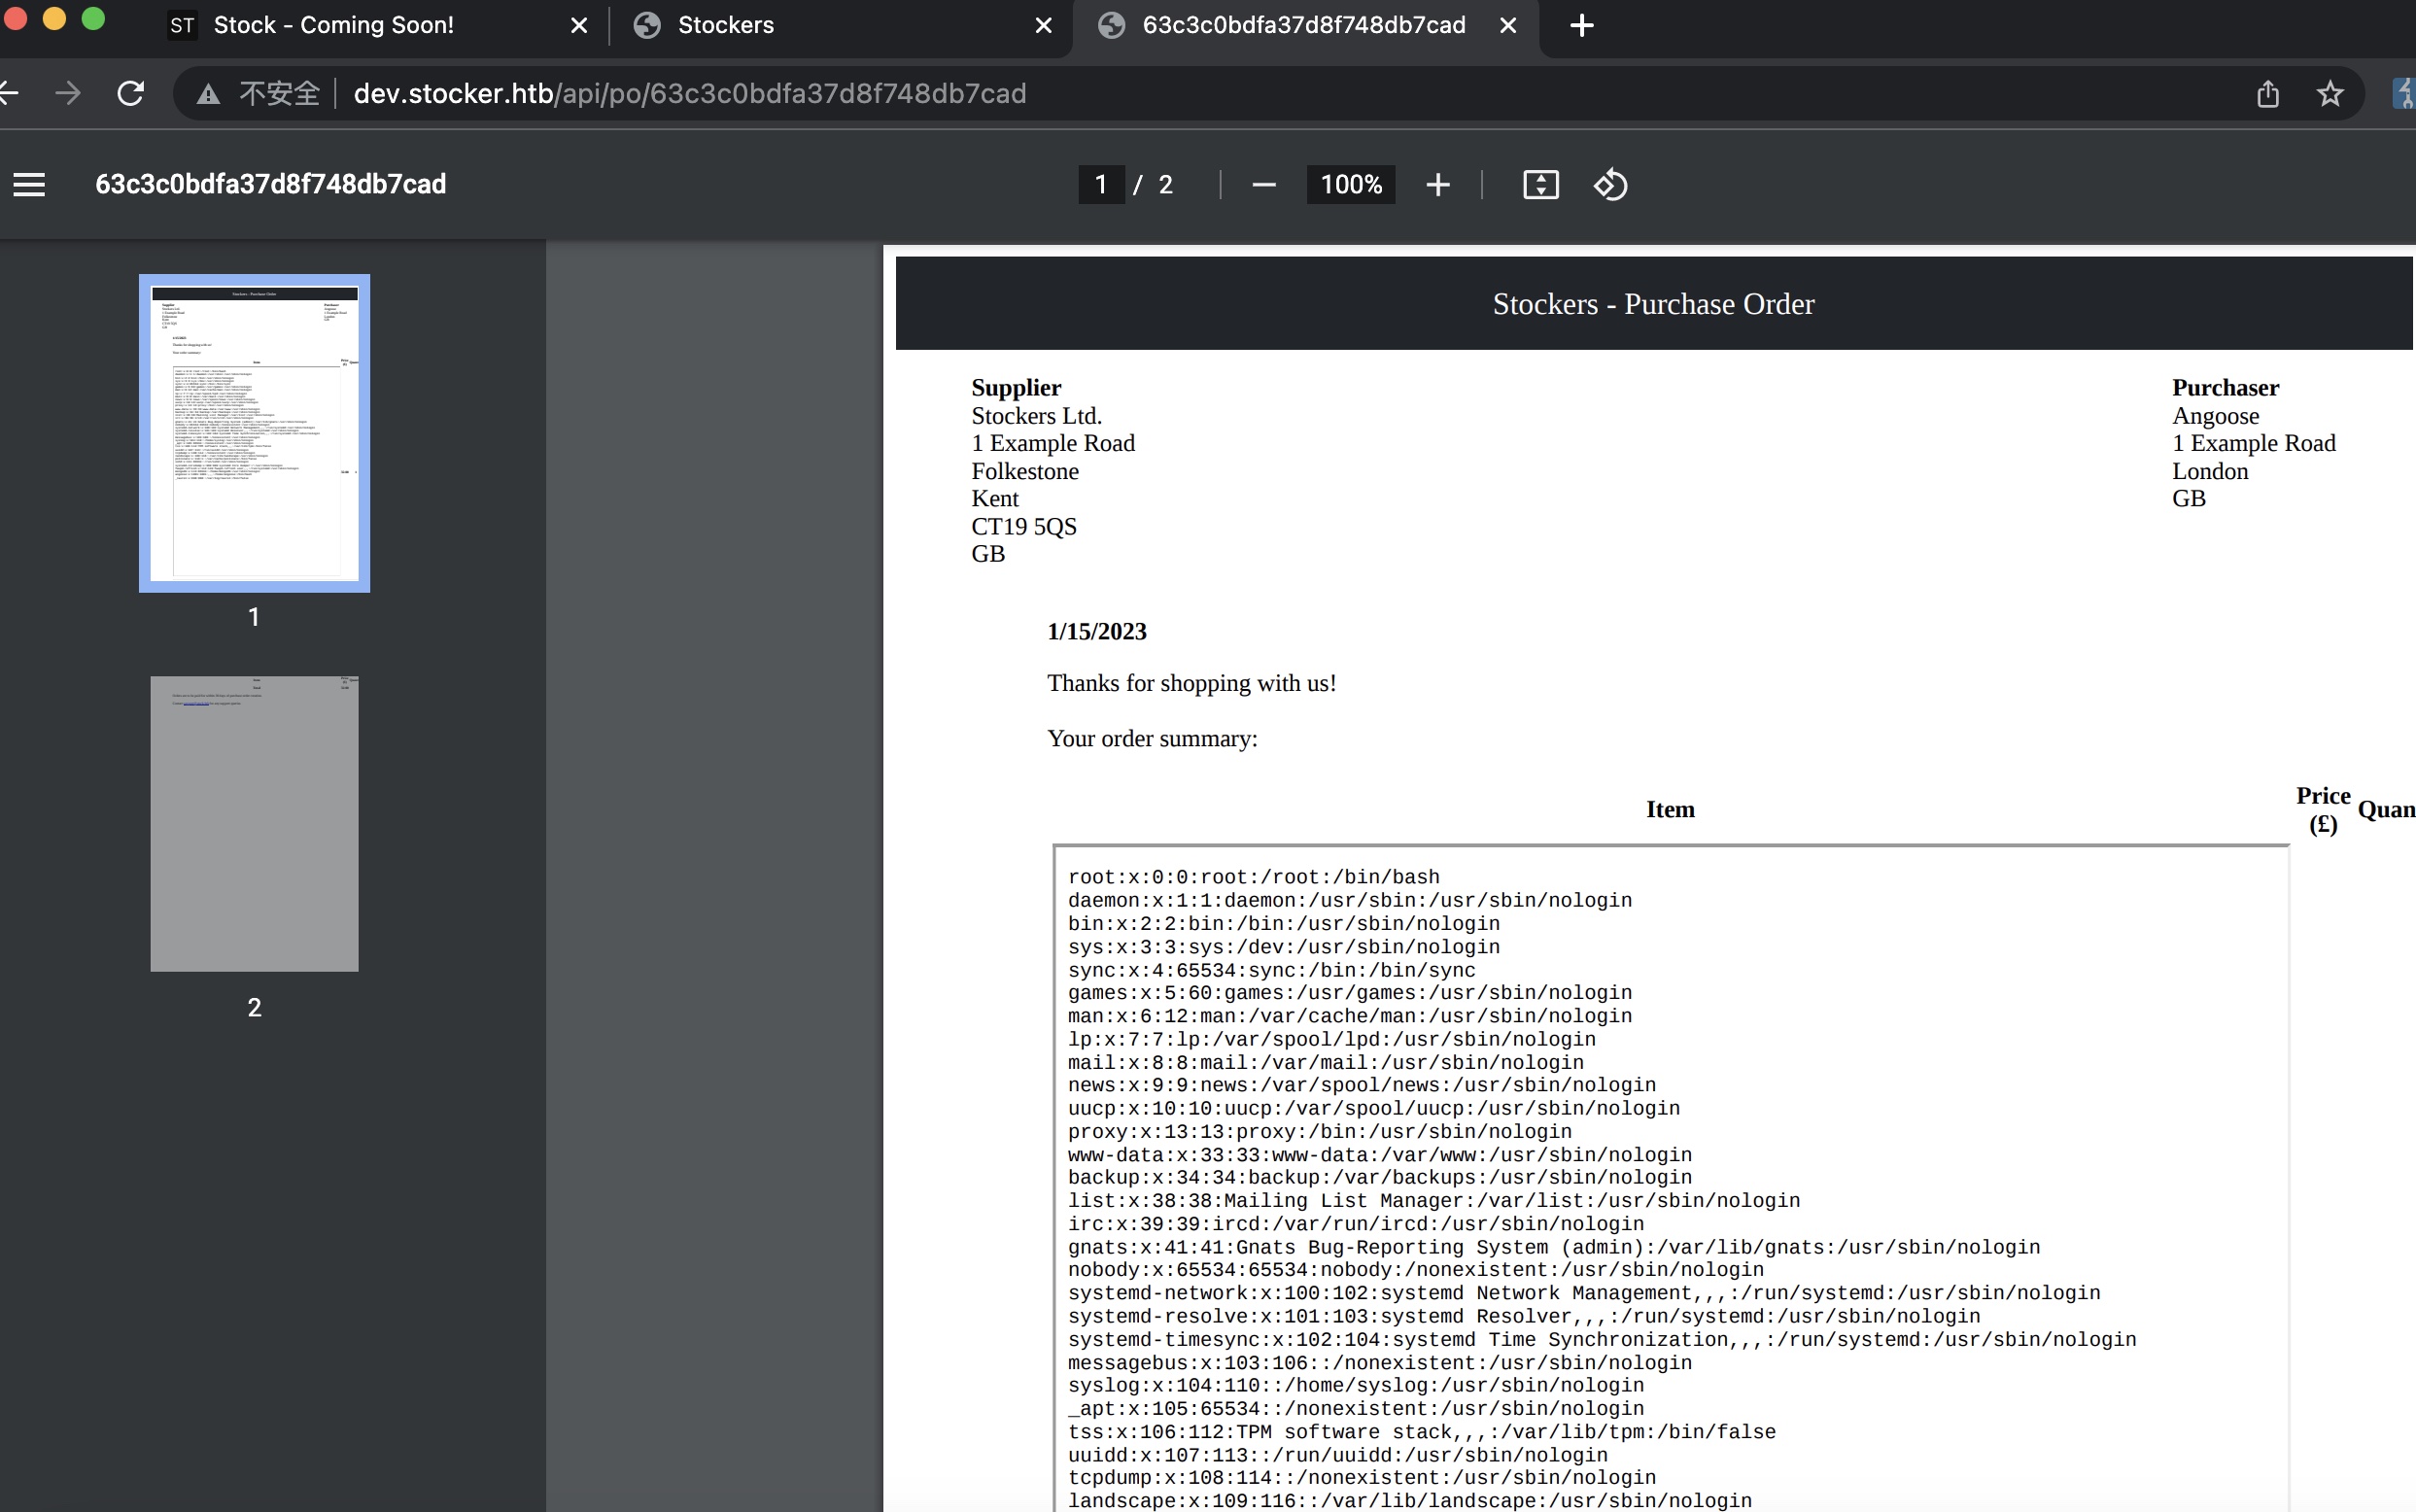 ST Stock - Coming Soon!
Stockers
63c3c0bdfa37d8f748db7cad
不安全 dev.stocker.htb/api/po/63c3c0bdfa37d8f748db7cad
63c3c0bdfa37d8f748db7cad
1 / 2
100%
1
2
Stockers - Purchase Order
Supplier
Stockers Ltd.
1 Example Road
Folkestone
Kent
CT19 5QS
GB
Purchaser
Angoose
1 Example Road
London
GB
1/15/2023
Thanks for shopping with us!
Your order summary:
Item
Price
(£)
Quan
root:x:0:0:root:/root:/bin/bash
daemon:x:1:1:daemon:/usr/sbin:/usr/sbin/nologin
bin:x:2:2:bin:/bin:/usr/sbin/nologin
sys:x:3:3:sys:/dev:/usr/sbin/nologin
sync:x:4:65534:sync:/bin:/bin/sync
games:x:5:60:games:/usr/games:/usr/sbin/nologin
man:x:6:12:man:/var/cache/man:/usr/sbin/nologin
lp:x:7:7:lp:/var/spool/lpd:/usr/sbin/nologin
mail:x:8:8:mail:/var/mail:/usr/sbin/nologin
news:x:9:9:news:/var/spool/news:/usr/sbin/nologin
uucp:x:10:10:uucp:/var/spool/uucp:/usr/sbin/nologin
proxy:x:13:13:proxy:/bin:/usr/sbin/nologin
www-data:x:33:33:www-data:/var/www:/usr/sbin/nologin
backup:x:34:34:backup:/var/backups:/usr/sbin/nologin
list:x:38:38:Mailing List Manager:/var/list:/usr/sbin/nologin
irc:x:39:39:ircd:/var/run/ircd:/usr/sbin/nologin
gnats:x:41:41:Gnats Bug-Reporting System (admin):/var/lib/gnats:/usr/sbin/nologin
nobody:x:65534:65534:nobody:/nonexistent:/usr/sbin/nologin
systemd-network:x:100:102:systemd Network Management,,,:/run/systemd:/usr/sbin/nologin
systemd-resolve:x:101:103:systemd Resolver,,,:/run/systemd:/usr/sbin/nologin
systemd-timesync:x:102:104:systemd Time Synchronization,,,:/run/systemd:/usr/sbin/nologin
messagebus:x:103:106::/nonexistent:/usr/sbin/nologin
syslog:x:104:110::/home/syslog:/usr/sbin/nologin
_apt:x:105:65534::/nonexistent:/usr/sbin/nologin
tss:x:106:112:TPM software stack,,,:/var/lib/tpm:/bin/false
uuidd:x:107:113::/run/uuidd:/usr/sbin/nologin
tcpdump:x:108:114::/nonexistent:/usr/sbin/nologin
landscape:x:109:116::/var/lib/landscape:/usr/sbin/nologin